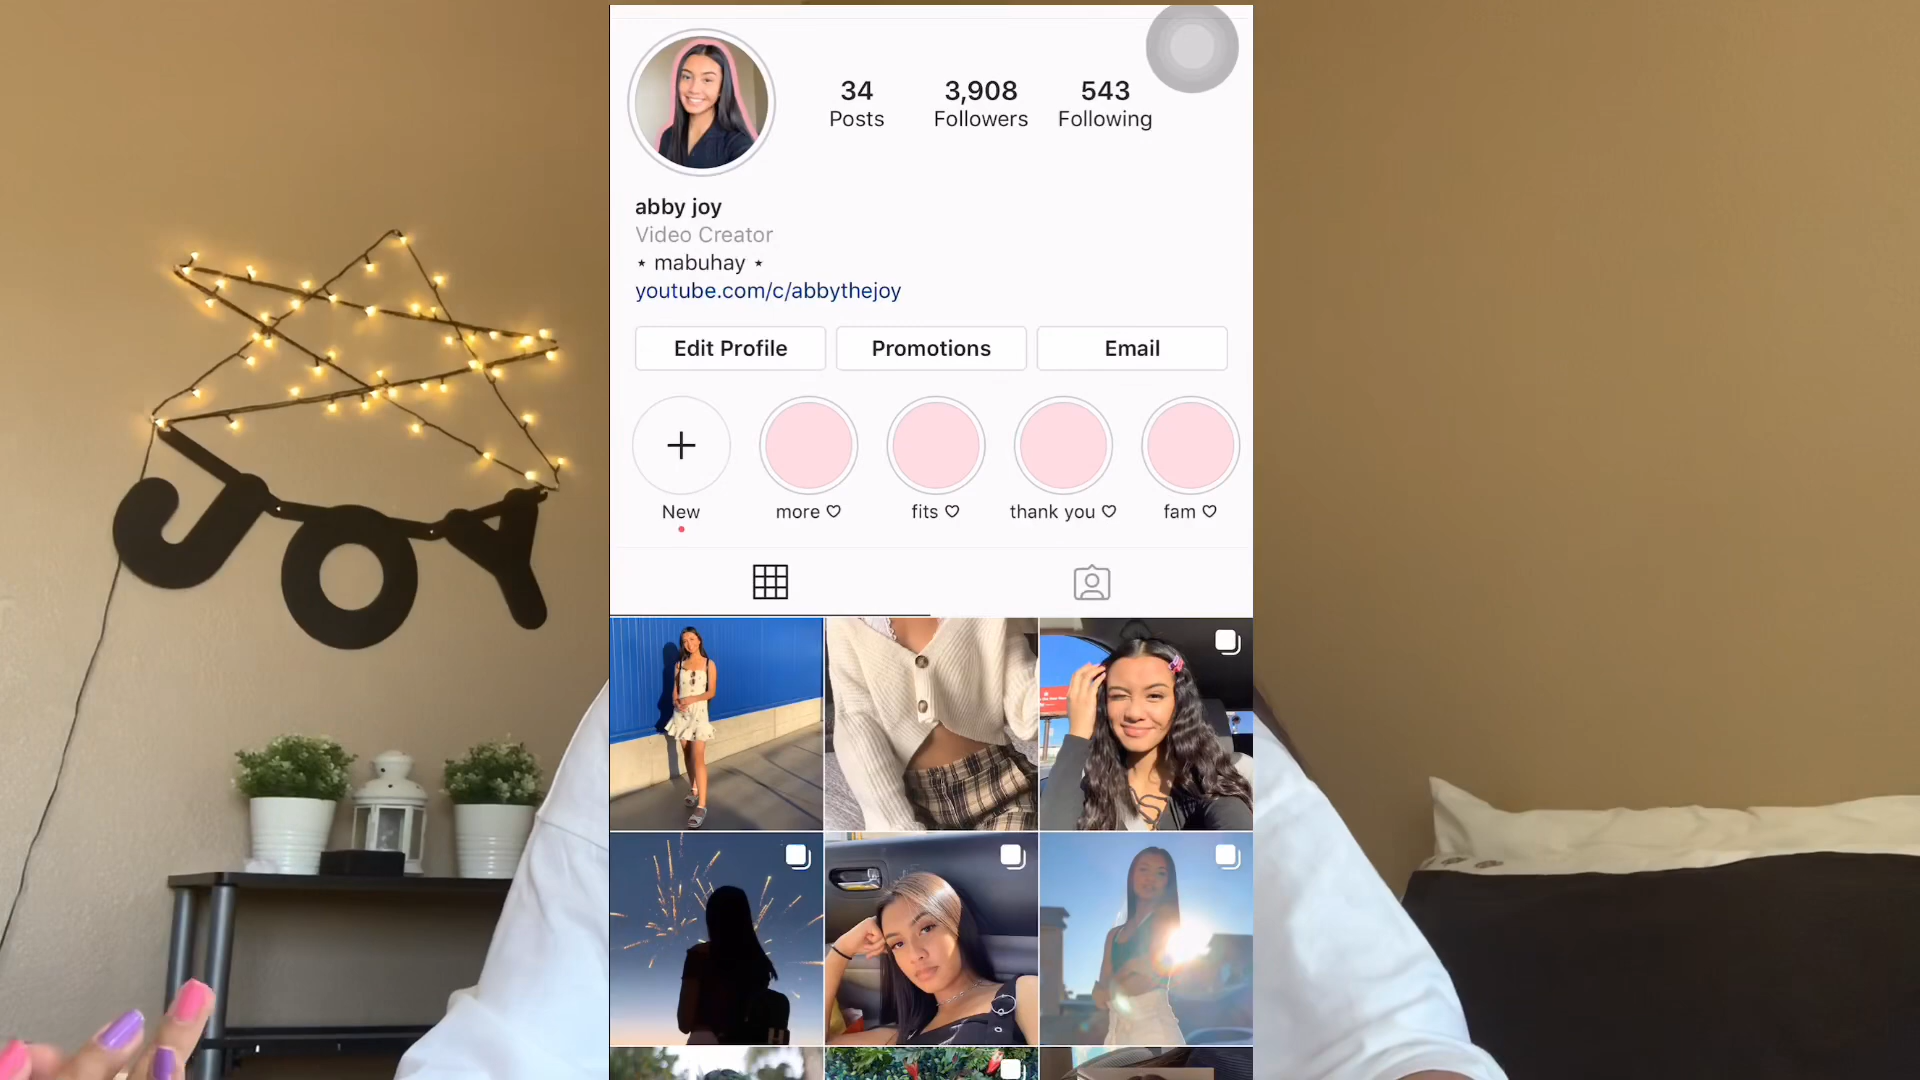 34
Posts
3,908
Followers
543
Following
abby joy
Video Creator
⋆ mabuhay ⋆
youtube.com/c/abbythejoy
Edit Profile
Promotions
Email
New
more ♡
fits ♡
thank you ♡
fam ♡
JOY